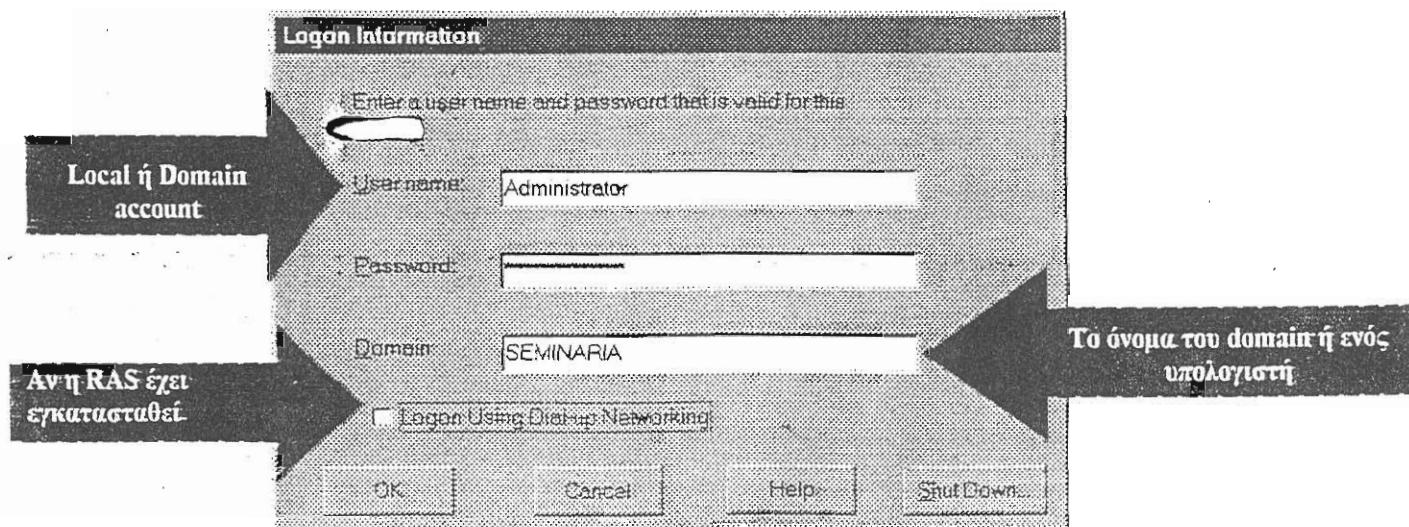 Logon Information
Enter a user name and password that is valid for this
Local ή Domain
account
User name:
Administrator
Password:
Domain
SEMINARIA
Το όνομα του domain ή ενός
υπολογιστή
Αν η RAS έχει
εγκατασταθεί
Logon Using Dial-up Networking
OK
Cancel
Help
Shut Down...